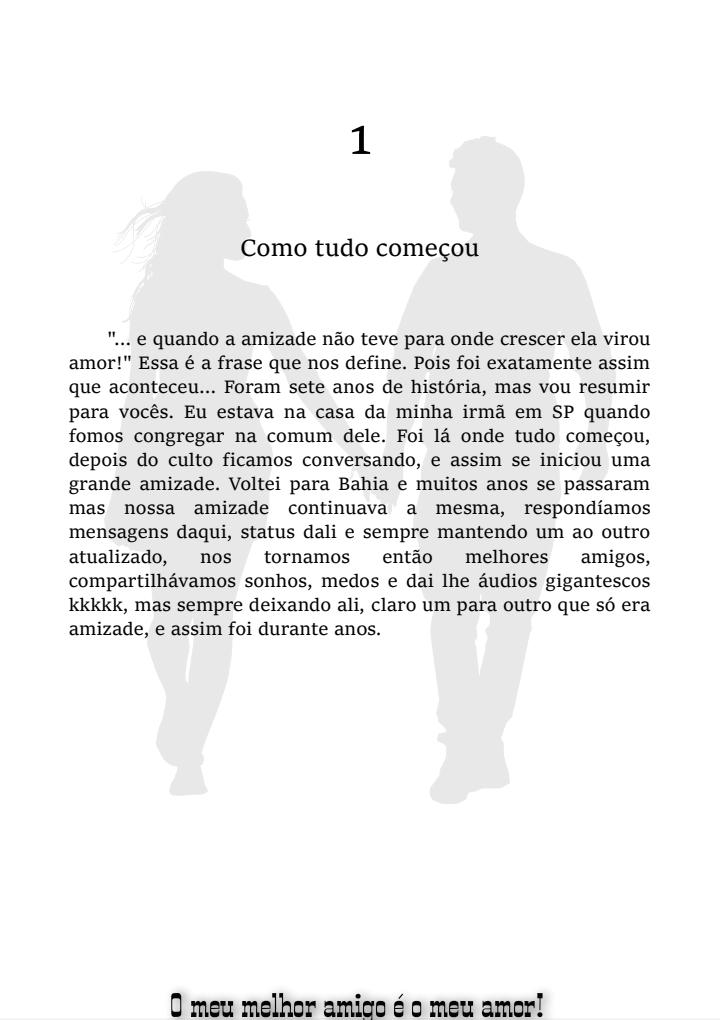 1
Como tudo começou
"... e quando a amizade não teve para onde crescer ela virou
amor!" Essa é a frase que nos define. Pois foi exatamente assim
que aconteceu... Foram sete anos de história, mas vou resumir
para vocês. Eu estava na casa da minha irmã em SP quando
fomos congregar na comum dele. Foi lá onde tudo começou,
depois do culto ficamos conversando, e assim se iniciou uma
grande amizade. Voltei para Bahia e muitos anos se passaram
mas nossa amizade continuava a mesma, respondíamos
mensagens daqui, status dali e sempre mantendo um ao outro
atualizado, nos tornamos então melhores amigos,
compartilhávamos sonhos, medos e dai lhe áudios gigantescos
kkkkk, mas sempre deixando ali, claro um para outro que só era
amizade, e assim foi durante anos.
O meu melhor amigo é o meu amor!